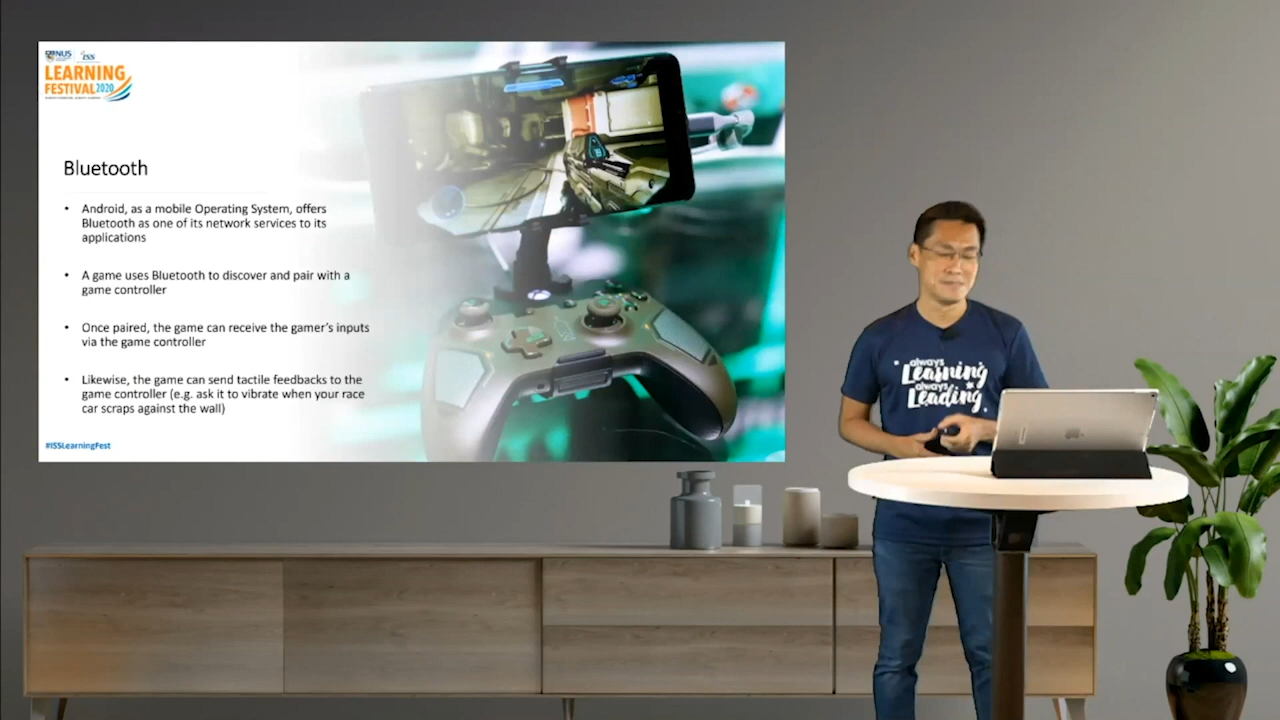 NUS
ISS
LEARNING
FESTIVAL 2020
Bluetooth
• Android, as a mobile Operating System, offers
Bluetooth as one of its network services to its
applications
• A game uses Bluetooth to discover and pair with a
game controller
• Once paired, the game can receive the gamer's inputs
via the game controller
• Likewise, the game can send tactile feedbacks to the
game controller (e.g. ask it to vibrate when your race
car scraps against the wall)
#ISSLearningFest
always
Learning
always
Leading.